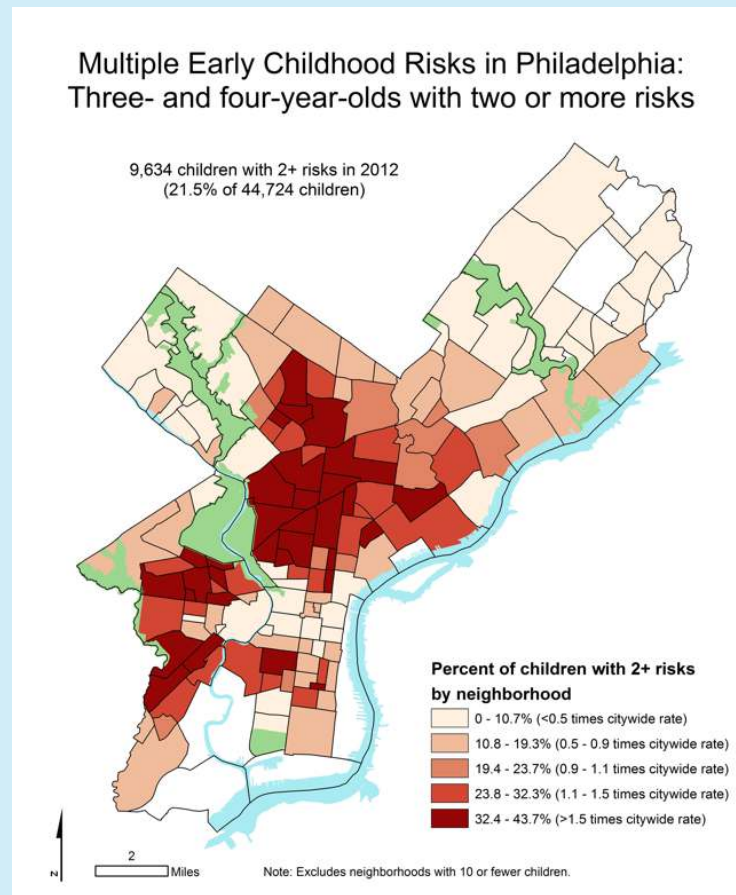 Multiple Early Childhood Risks in Philadelphia:
Three- and four-year-olds with two or more risks
9,634 children with 2+ risks in 2012
(21.5% of 44,724 children)
Percent of children with 2+ risks
by neighborhood
0 - 10.7% (<0.5 times citywide rate)
10.8 - 19.3% (0.5 - 0.9 times citywide rate)
19.4 - 23.7% (0.9 - 1.1 times citywide rate)
23.8 - 32.3% (1.1 - 1.5 times citywide rate)
32.4 - 43.7% (>1.5 times citywide rate)
N
2
Miles
Note: Excludes neighborhoods with 10 or fewer children.